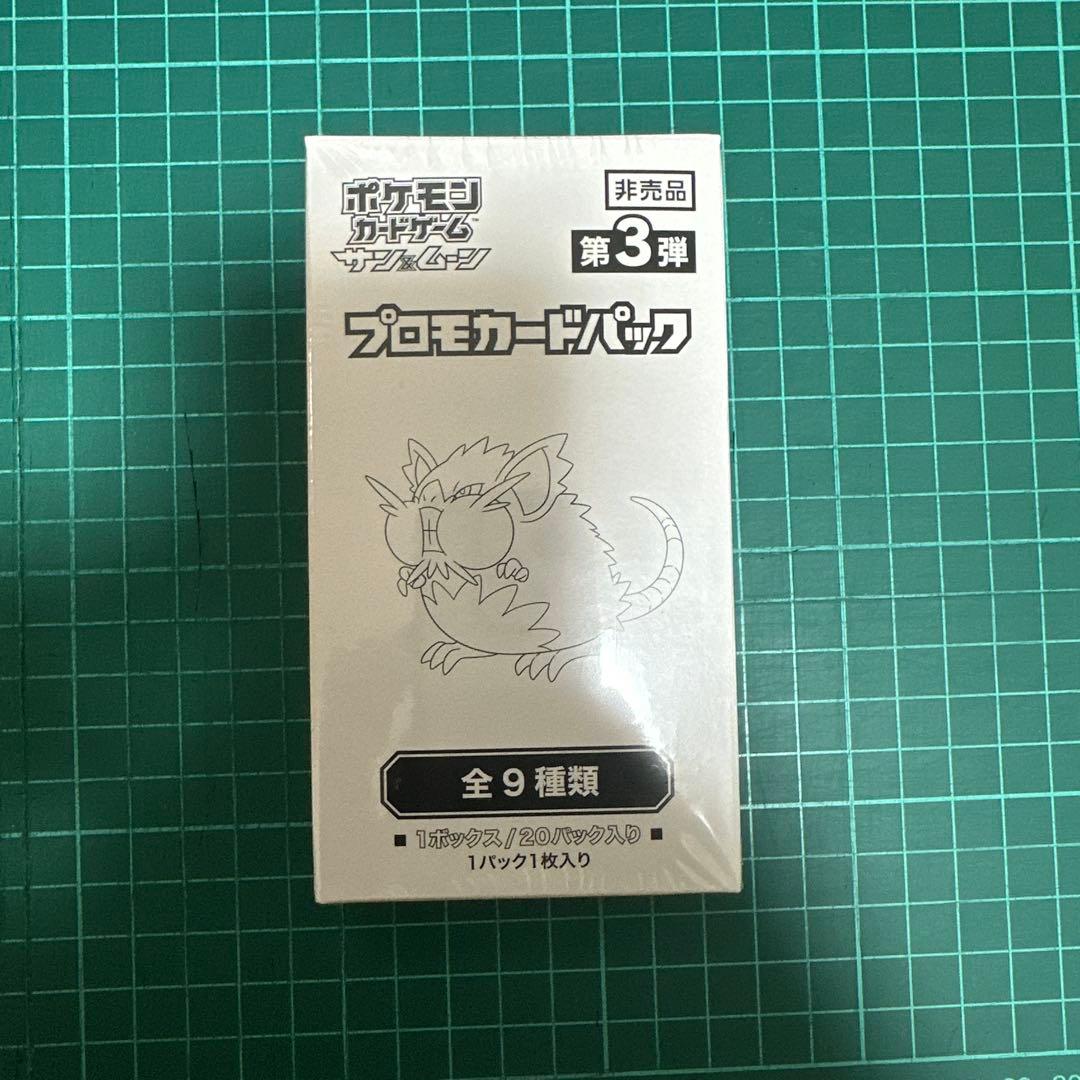 ポケモン
カードゲーム™
サン&ムーン
非売品
第3弾
プロモカードパック
全9種類
■ 1ボックス/20パック入り ■
1パック1枚入り